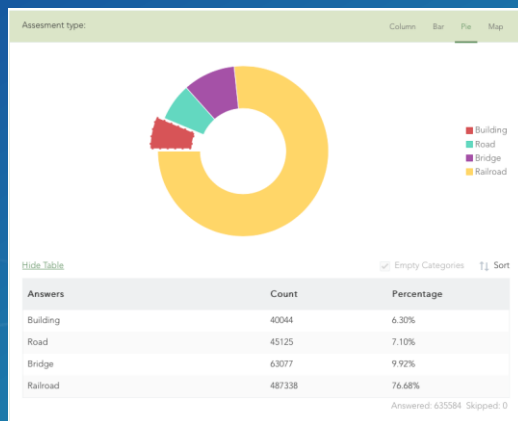 Assesment type:
Column Bar Pie Map
Building
Road
Bridge
Railroad
Hide Table
Empty Categories Sort
Answers Count Percentage
Building 40044 6.30%
Road 45125 7.10%
Bridge 63077 9.92%
Railroad 487338 76.68%
Answered: 635584 Skipped: 0